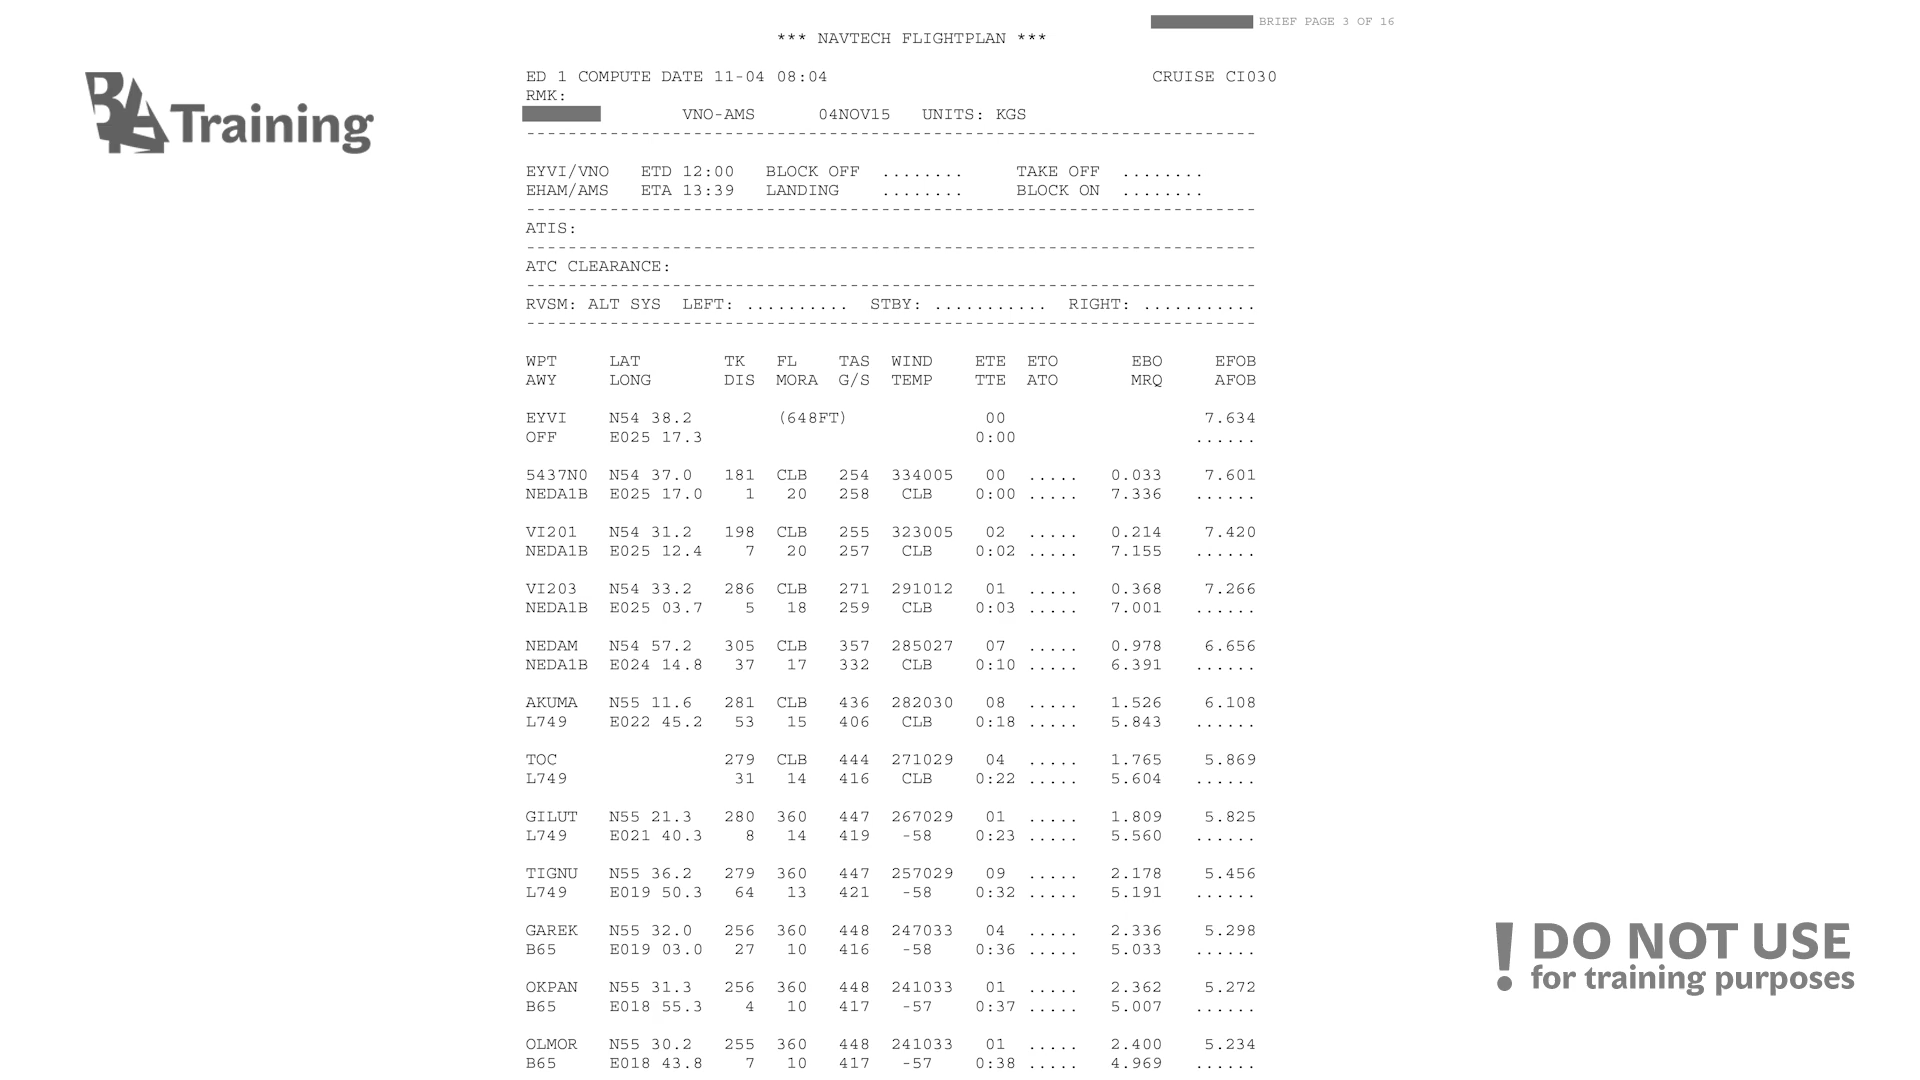 BRIEF PAGE 3 OF 16
*** NAVTECH FLIGHTPLAN ***
BAA Training
ED 1 COMPUTE DATE 11-04 08:04 CRUISE CI030
RMK:
VNO-AMS 04NOV15 UNITS: KGS
----------------------------------------------------------------------
EYVI/VNO ETD 12:00 BLOCK OFF ........ TAKE OFF ........
EHAM/AMS ETA 13:39 LANDING ........ BLOCK ON ........
----------------------------------------------------------------------
ATIS:
----------------------------------------------------------------------
ATC CLEARANCE:
----------------------------------------------------------------------
RVSM: ALT SYS LEFT: .......... STBY: ........... RIGHT: ...........
----------------------------------------------------------------------
WPT LAT TK FL TAS WIND ETE ETO EBO EFOB
AWY LONG DIS MORA G/S TEMP TTE ATO MRQ AFOB
EYVI N54 38.2 (648FT) 00 7.634
OFF E025 17.3 0:00 ......
5437N0 N54 37.0 181 CLB 254 334005 00 ..... 0.033 7.601
NEDA1B E025 17.0 1 20 258 CLB 0:00 ..... 7.336 ......
VI201 N54 31.2 198 CLB 255 323005 02 ..... 0.214 7.420
NEDA1B E025 12.4 7 20 257 CLB 0:02 ..... 7.155 ......
VI203 N54 33.2 286 CLB 271 291012 01 ..... 0.368 7.266
NEDA1B E025 03.7 5 18 259 CLB 0:03 ..... 7.001 ......
NEDAM N54 57.2 305 CLB 357 285027 07 ..... 0.978 6.656
NEDA1B E024 14.8 37 17 332 CLB 0:10 ..... 6.391 ......
AKUMA N55 11.6 281 CLB 436 282030 08 ..... 1.526 6.108
L749 E022 45.2 53 15 406 CLB 0:18 ..... 5.843 ......
TOC 279 CLB 444 271029 04 ..... 1.765 5.869
L749 31 14 416 CLB 0:22 ..... 5.604 ......
GILUT N55 21.3 280 360 447 267029 01 ..... 1.809 5.825
L749 E021 40.3 8 14 419 -58 0:23 ..... 5.560 ......
TIGNU N55 36.2 279 360 447 257029 09 ..... 2.178 5.456
L749 E019 50.3 64 13 421 -58 0:32 ..... 5.191 ......
GAREK N55 32.0 256 360 448 247033 04 ..... 2.336 5.298
B65 E019 03.0 27 10 416 -58 0:36 ..... 5.033 ......
OKPAN N55 31.3 256 360 448 241033 01 ..... 2.362 5.272
B65 E018 55.3 4 10 417 -57 0:37 ..... 5.007 ......
OLMOR N55 30.2 255 360 448 241033 01 ..... 2.400 5.234
B65 E018 43.8 7 10 417 -57 0:38 ..... 4.969 ......
! DO NOT USE
for training purposes